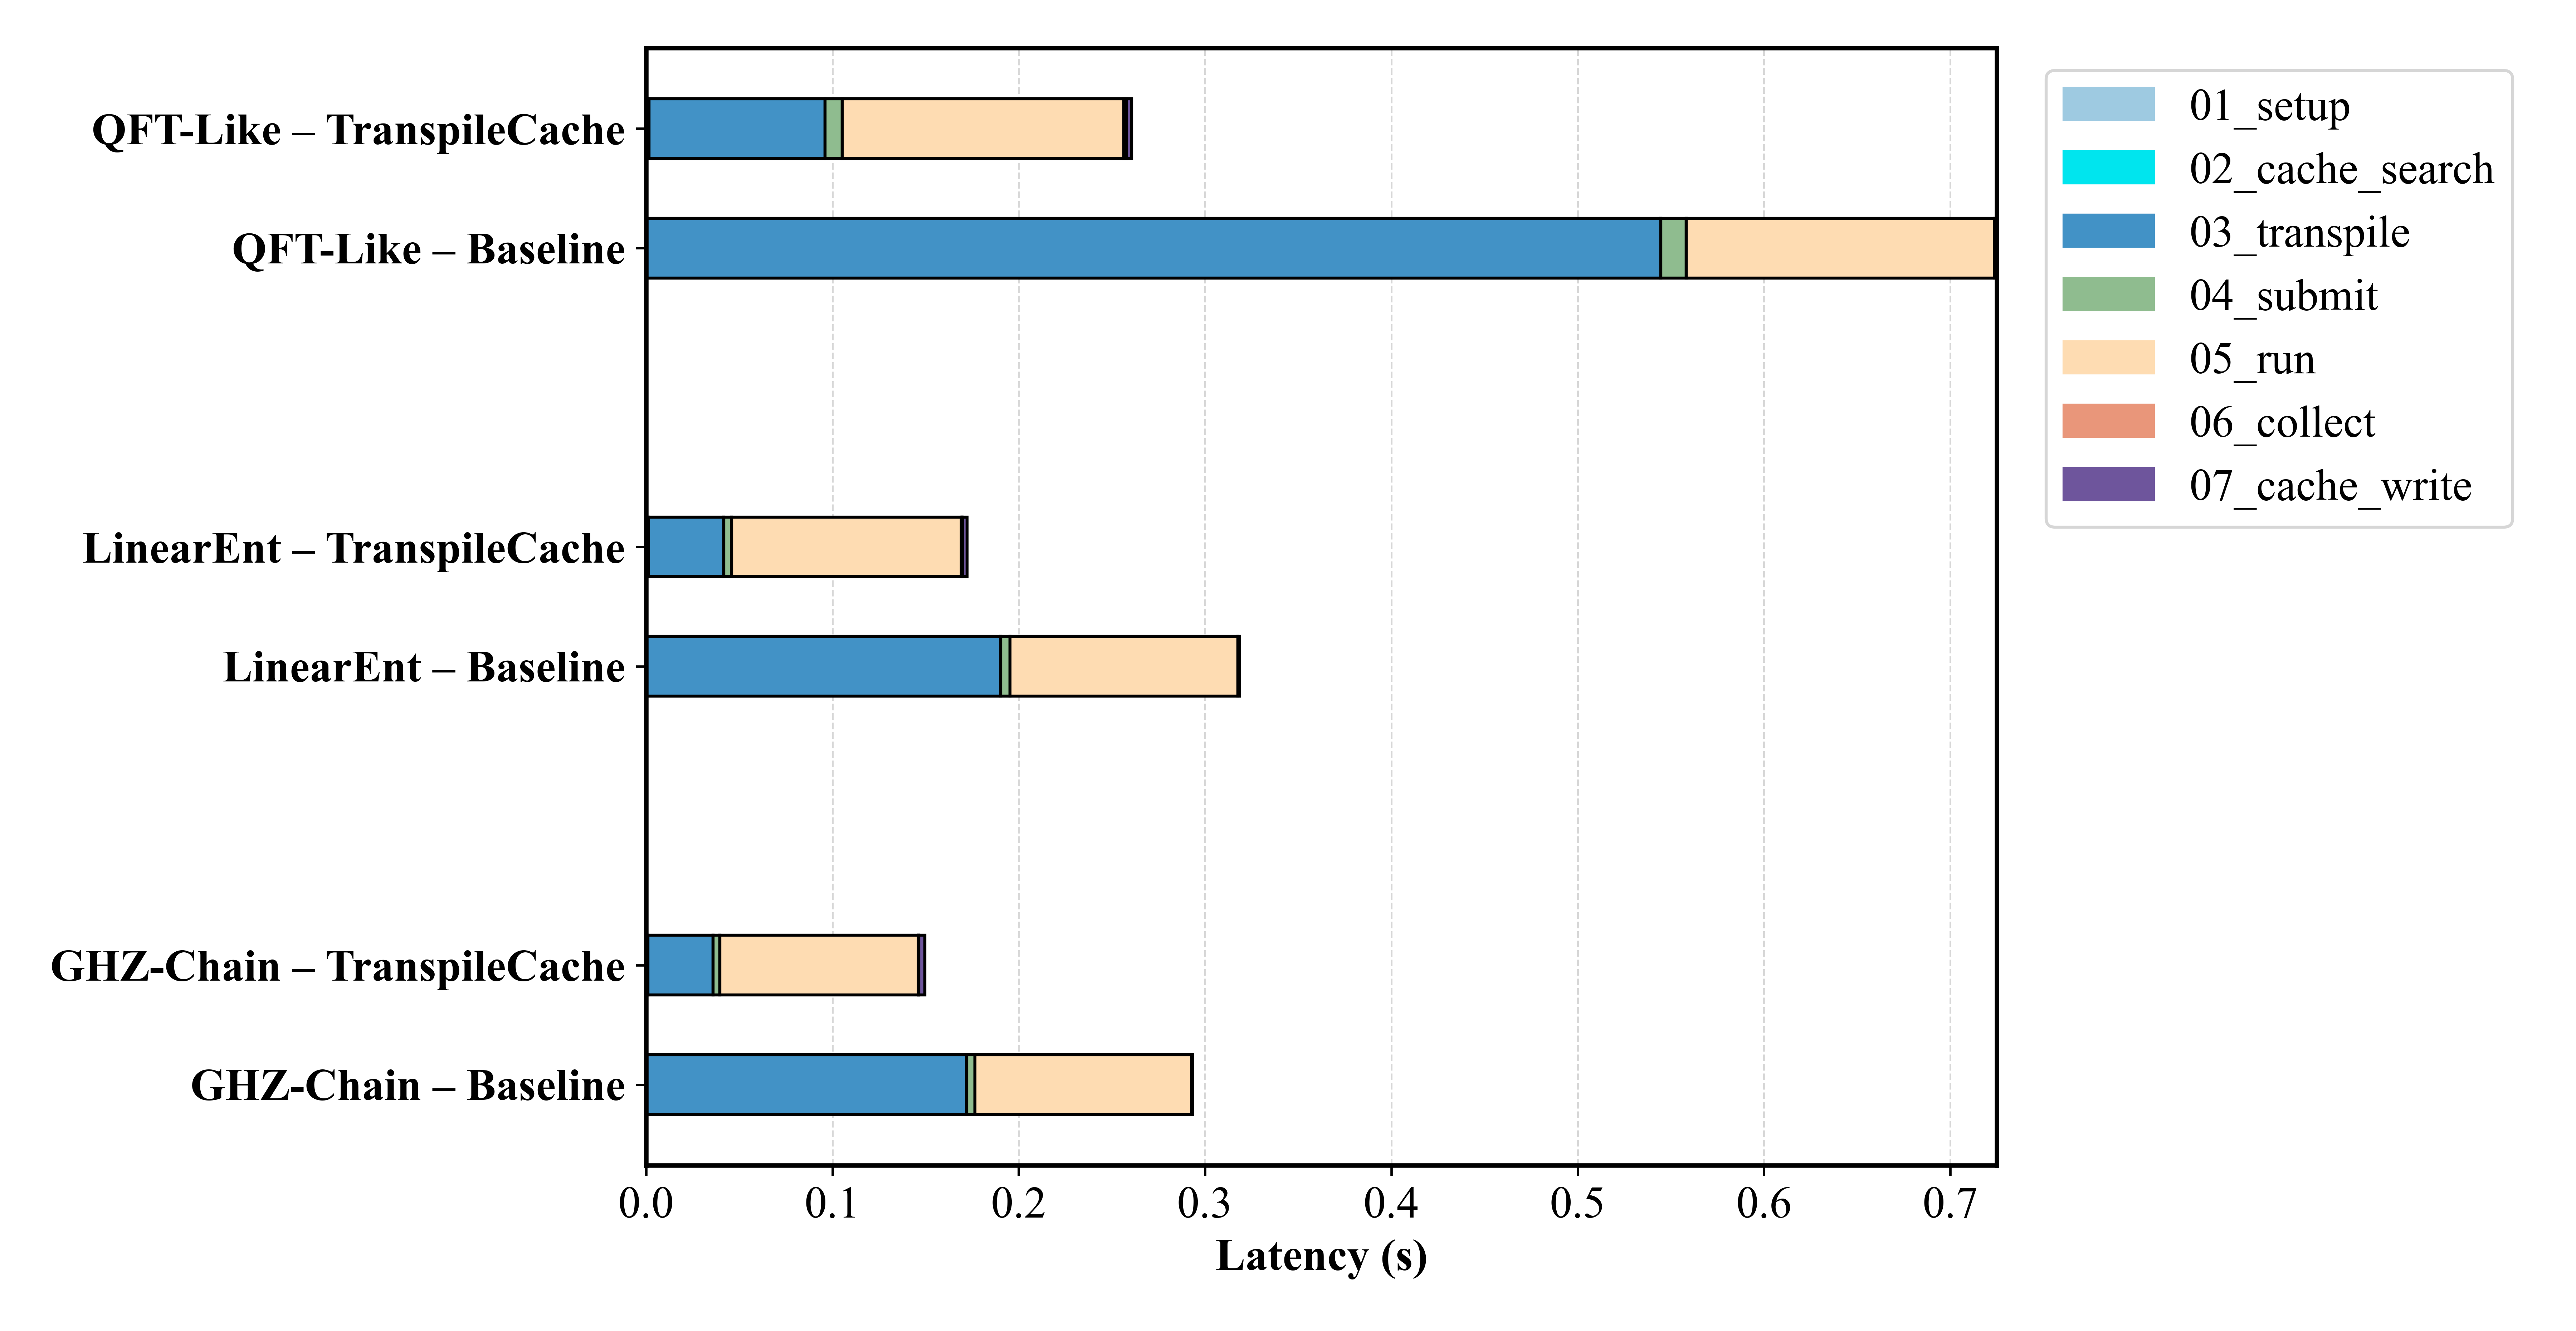 QFT-Like – TranspileCache
QFT-Like – Baseline
LinearEnt – TranspileCache
LinearEnt – Baseline
GHZ-Chain – TranspileCache
GHZ-Chain – Baseline
0.0 0.1 0.2 0.3 0.4 0.5 0.6 0.7
Latency (s)
01_setup
02_cache_search
03_transpile
04_submit
05_run
06_collect
07_cache_write